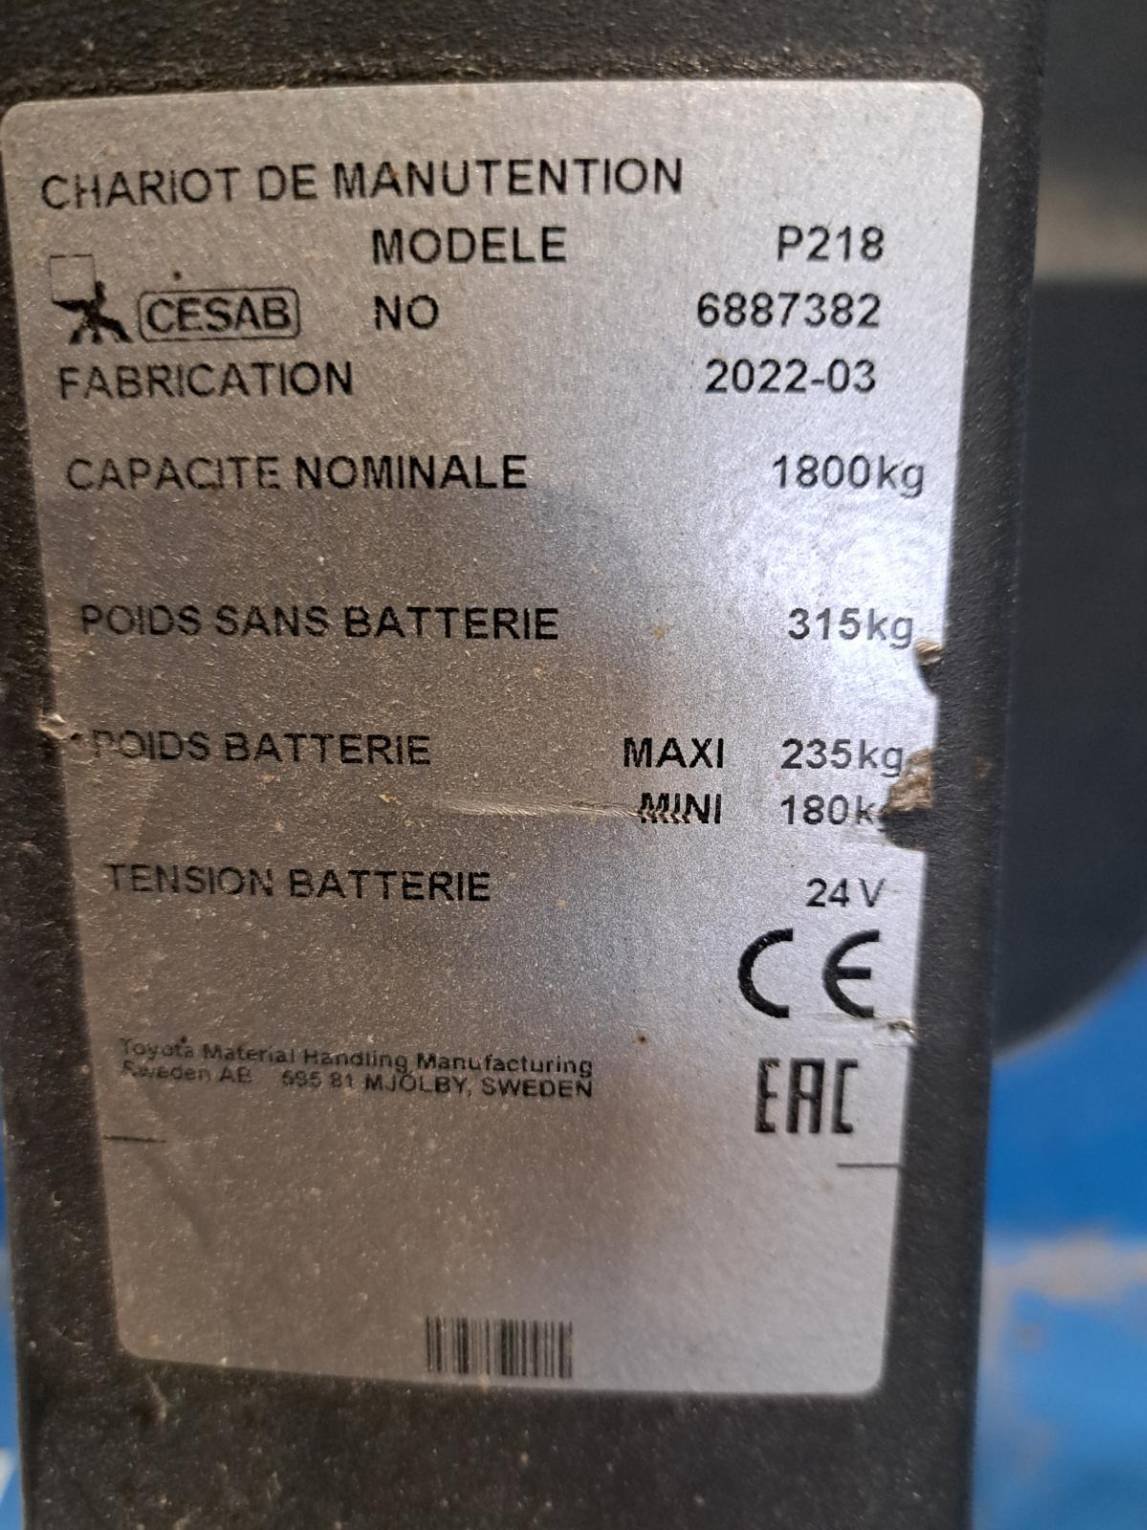 CHARIOT DE MANUTENTION
MODELE P218
CESAB NO 6887382
FABRICATION 2022-03
CAPACITE NOMINALE 1800kg
POIDS SANS BATTERIE 315kg
POIDS BATTERIE MAXI 235kg
MINI 180kg
TENSION BATTERIE 24V
CE
Toyota Material Handling Manufacturing
Sweden AB 595 81 MJÖLBY, SWEDEN
EAC